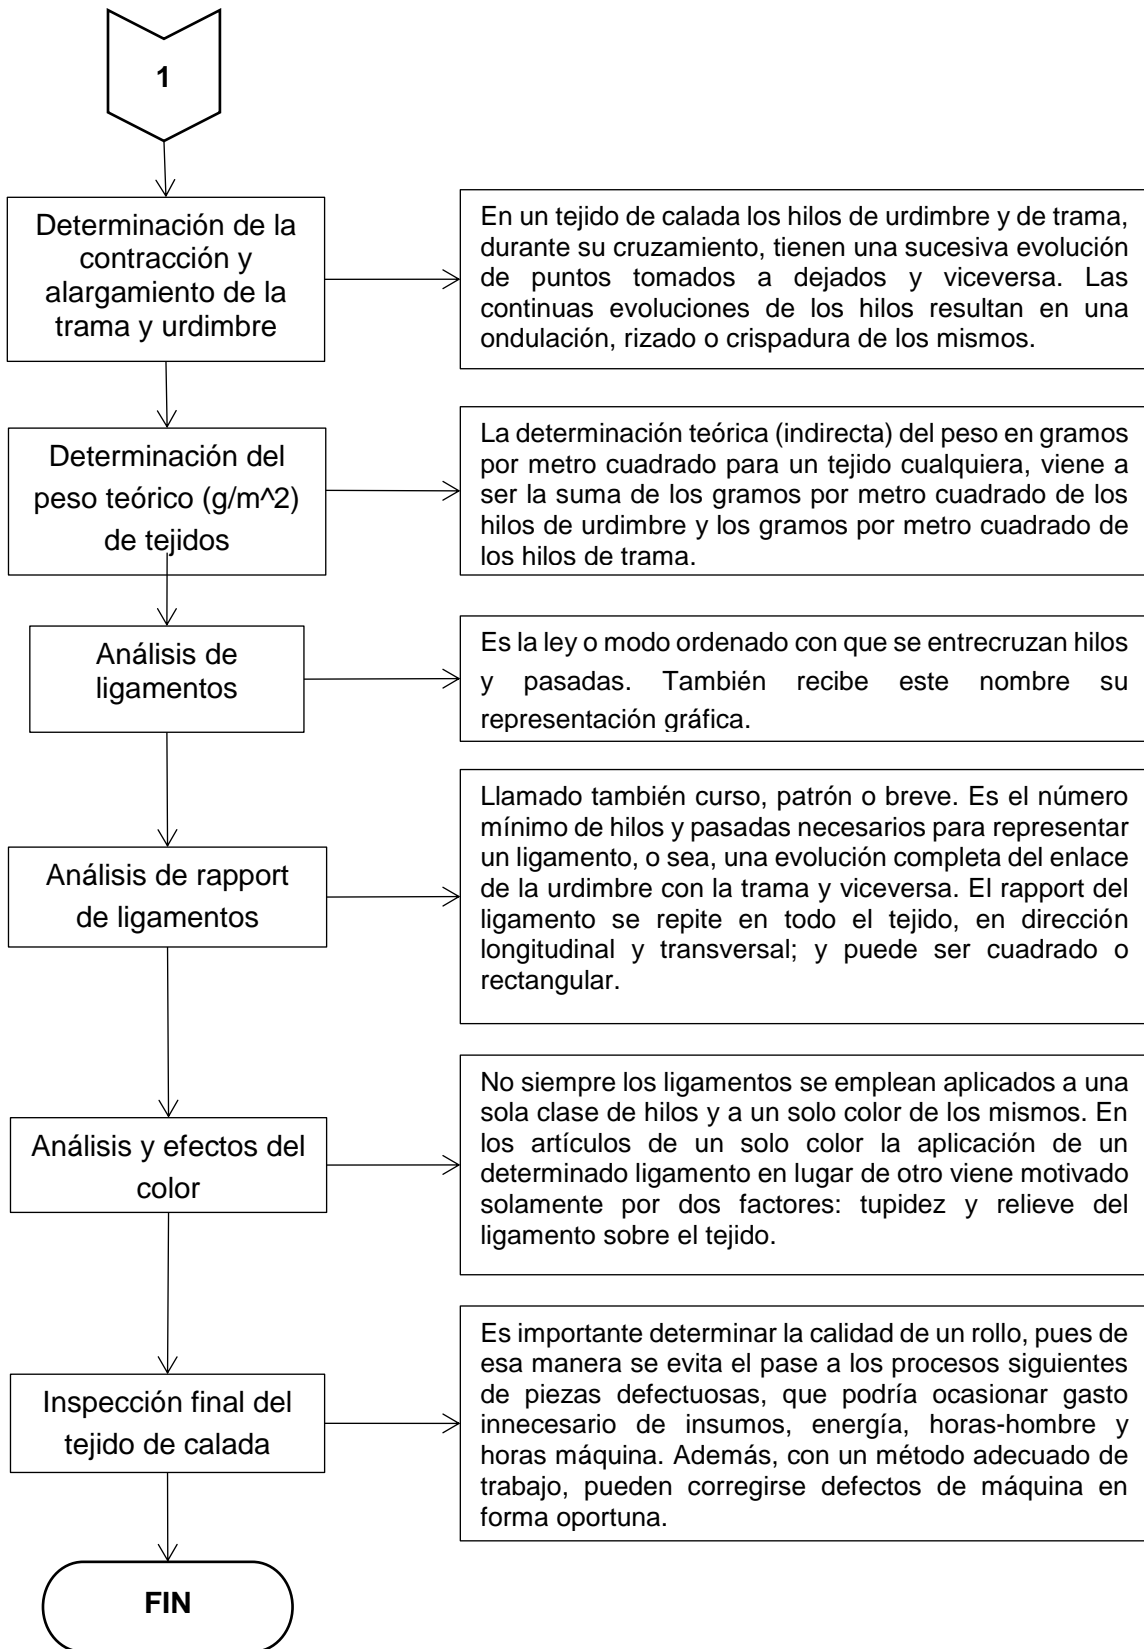 1
Determinación de la
contracción y
alargamiento de la
trama y urdimbre
En un tejido de calada los hilos de urdimbre y de trama,
durante su cruzamiento, tienen una sucesiva evolución
de puntos tomados a dejados y viceversa. Las
continuas evoluciones de los hilos resultan en una
ondulación, rizado o crispadura de los mismos.
Determinación del
peso teórico (g/m^2)
de tejidos
La determinación teórica (indirecta) del peso en gramos
por metro cuadrado para un tejido cualquiera, viene a
ser la suma de los gramos por metro cuadrado de los
hilos de urdimbre y los gramos por metro cuadrado de
los hilos de trama.
Análisis de
ligamentos
Es la ley o modo ordenado con que se entrecruzan hilos
y pasadas. También recibe este nombre su
representación gráfica.
Análisis de rapport
de ligamentos
Llamado también curso, patrón o breve. Es el número
mínimo de hilos y pasadas necesarios para representar
un ligamento, o sea, una evolución completa del enlace
de la urdimbre con la trama y viceversa. El rapport del
ligamento se repite en todo el tejido, en dirección
longitudinal y transversal; y puede ser cuadrado o
rectangular.
Análisis y efectos del
color
No siempre los ligamentos se emplean aplicados a una
sola clase de hilos y a un solo color de los mismos. En
los artículos de un solo color la aplicación de un
determinado ligamento en lugar de otro viene motivado
solamente por dos factores: tupidez y relieve del
ligamento sobre el tejido.
Inspección final del
tejido de calada
Es importante determinar la calidad de un rollo, pues de
esa manera se evita el pase a los procesos siguientes
de piezas defectuosas, que podría ocasionar gasto
innecesario de insumos, energía, horas-hombre y
horas máquina. Además, con un método adecuado de
trabajo, pueden corregirse defectos de máquina en
forma oportuna.
FIN